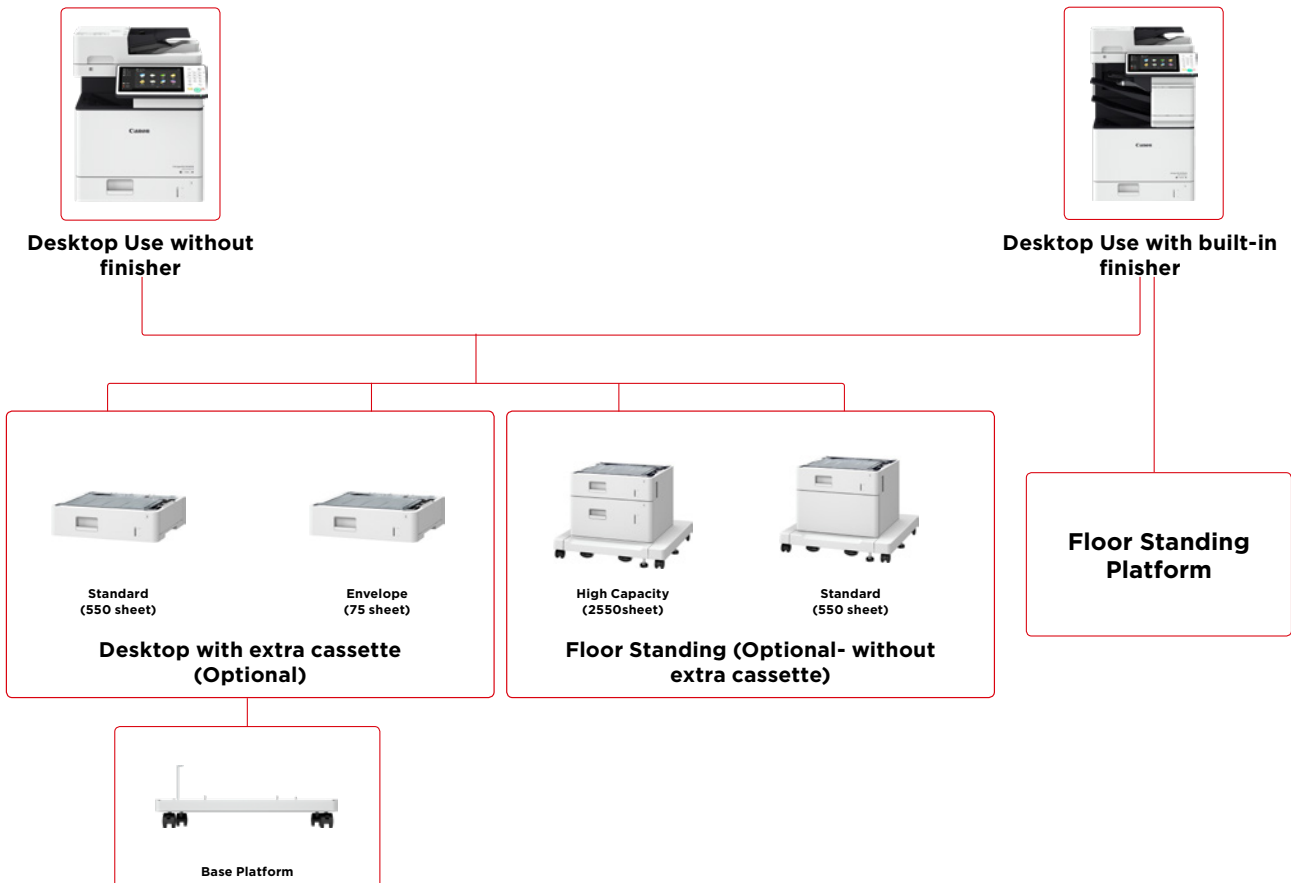 Canon
Canon
Desktop Use without
finisher
Desktop Use with built-in
finisher
Standard
(550 sheet)
Envelope
(75 sheet)
Desktop with extra cassette
(Optional)
High Capacity
(2550sheet)
Standard
(550 sheet)
Floor Standing (Optional- without
extra cassette)
Floor Standing
Platform
Base Platform